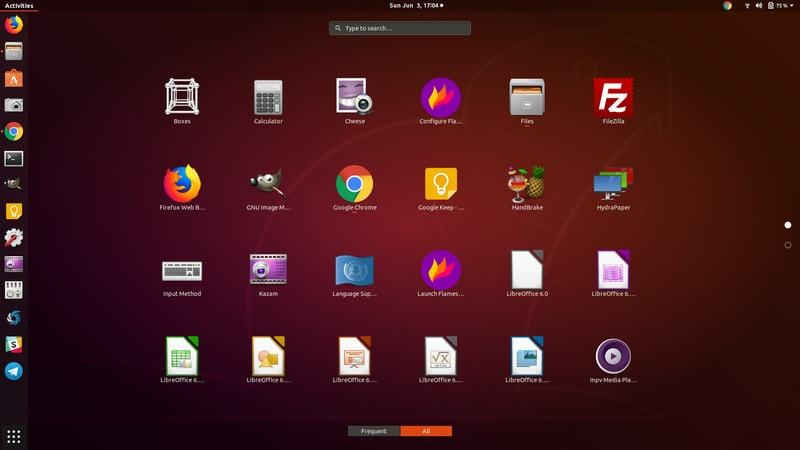 Activities
Sun Jun 3, 17:04
75 %
Type to search…
Boxes
Calculator
Cheese
Configure Fla…
Files
FileZilla
Firefox Web B…
GNU Image M…
Google Chrome
Google Keep -…
HandBrake
HydraPaper
Input Method
Kazam
Language Sup…
Launch Flames…
LibreOffice 6.0
LibreOffice 6.…
LibreOffice 6.…
LibreOffice 6.…
LibreOffice 6.…
LibreOffice 6.…
LibreOffice 6.…
mpv Media Pla…
Frequent
All